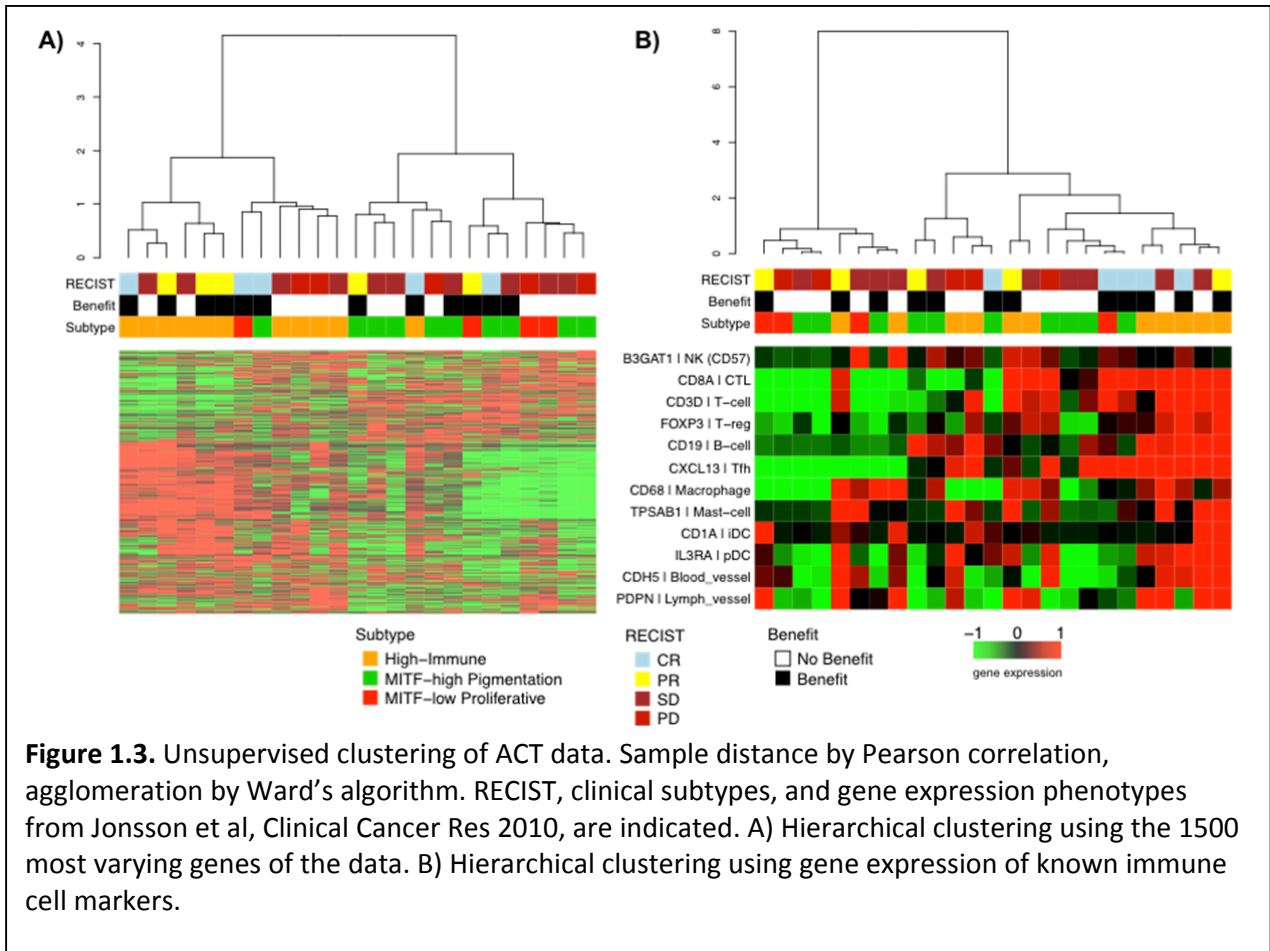 A)
4
3
2
1
0
RECIST
Benefit
Subtype
B)
8
6
4
2
0
RECIST
Benefit
Subtype
B3GAT1 | NK (CD57)
CD8A | CTL
CD3D | T−cell
FOXP3 | T−reg
CD19 | B−cell
CXCL13 | Tfh
CD68 | Macrophage
TPSAB1 | Mast−cell
CD1A | iDC
IL3RA | pDC
CDH5 | Blood_vessel
PDPN | Lymph_vessel
Subtype
High−Immune
MITF−high Pigmentation
MITF−low Proliferative
RECIST
CR
PR
SD
PD
Benefit
No Benefit
Benefit
−1 0 1
gene expression
Figure 1.3. Unsupervised clustering of ACT data. Sample distance by Pearson correlation,
agglomeration by Ward’s algorithm. RECIST, clinical subtypes, and gene expression phenotypes
from Jonsson et al, Clinical Cancer Res 2010, are indicated. A) Hierarchical clustering using the 1500
most varying genes of the data. B) Hierarchical clustering using gene expression of known immune
cell markers.